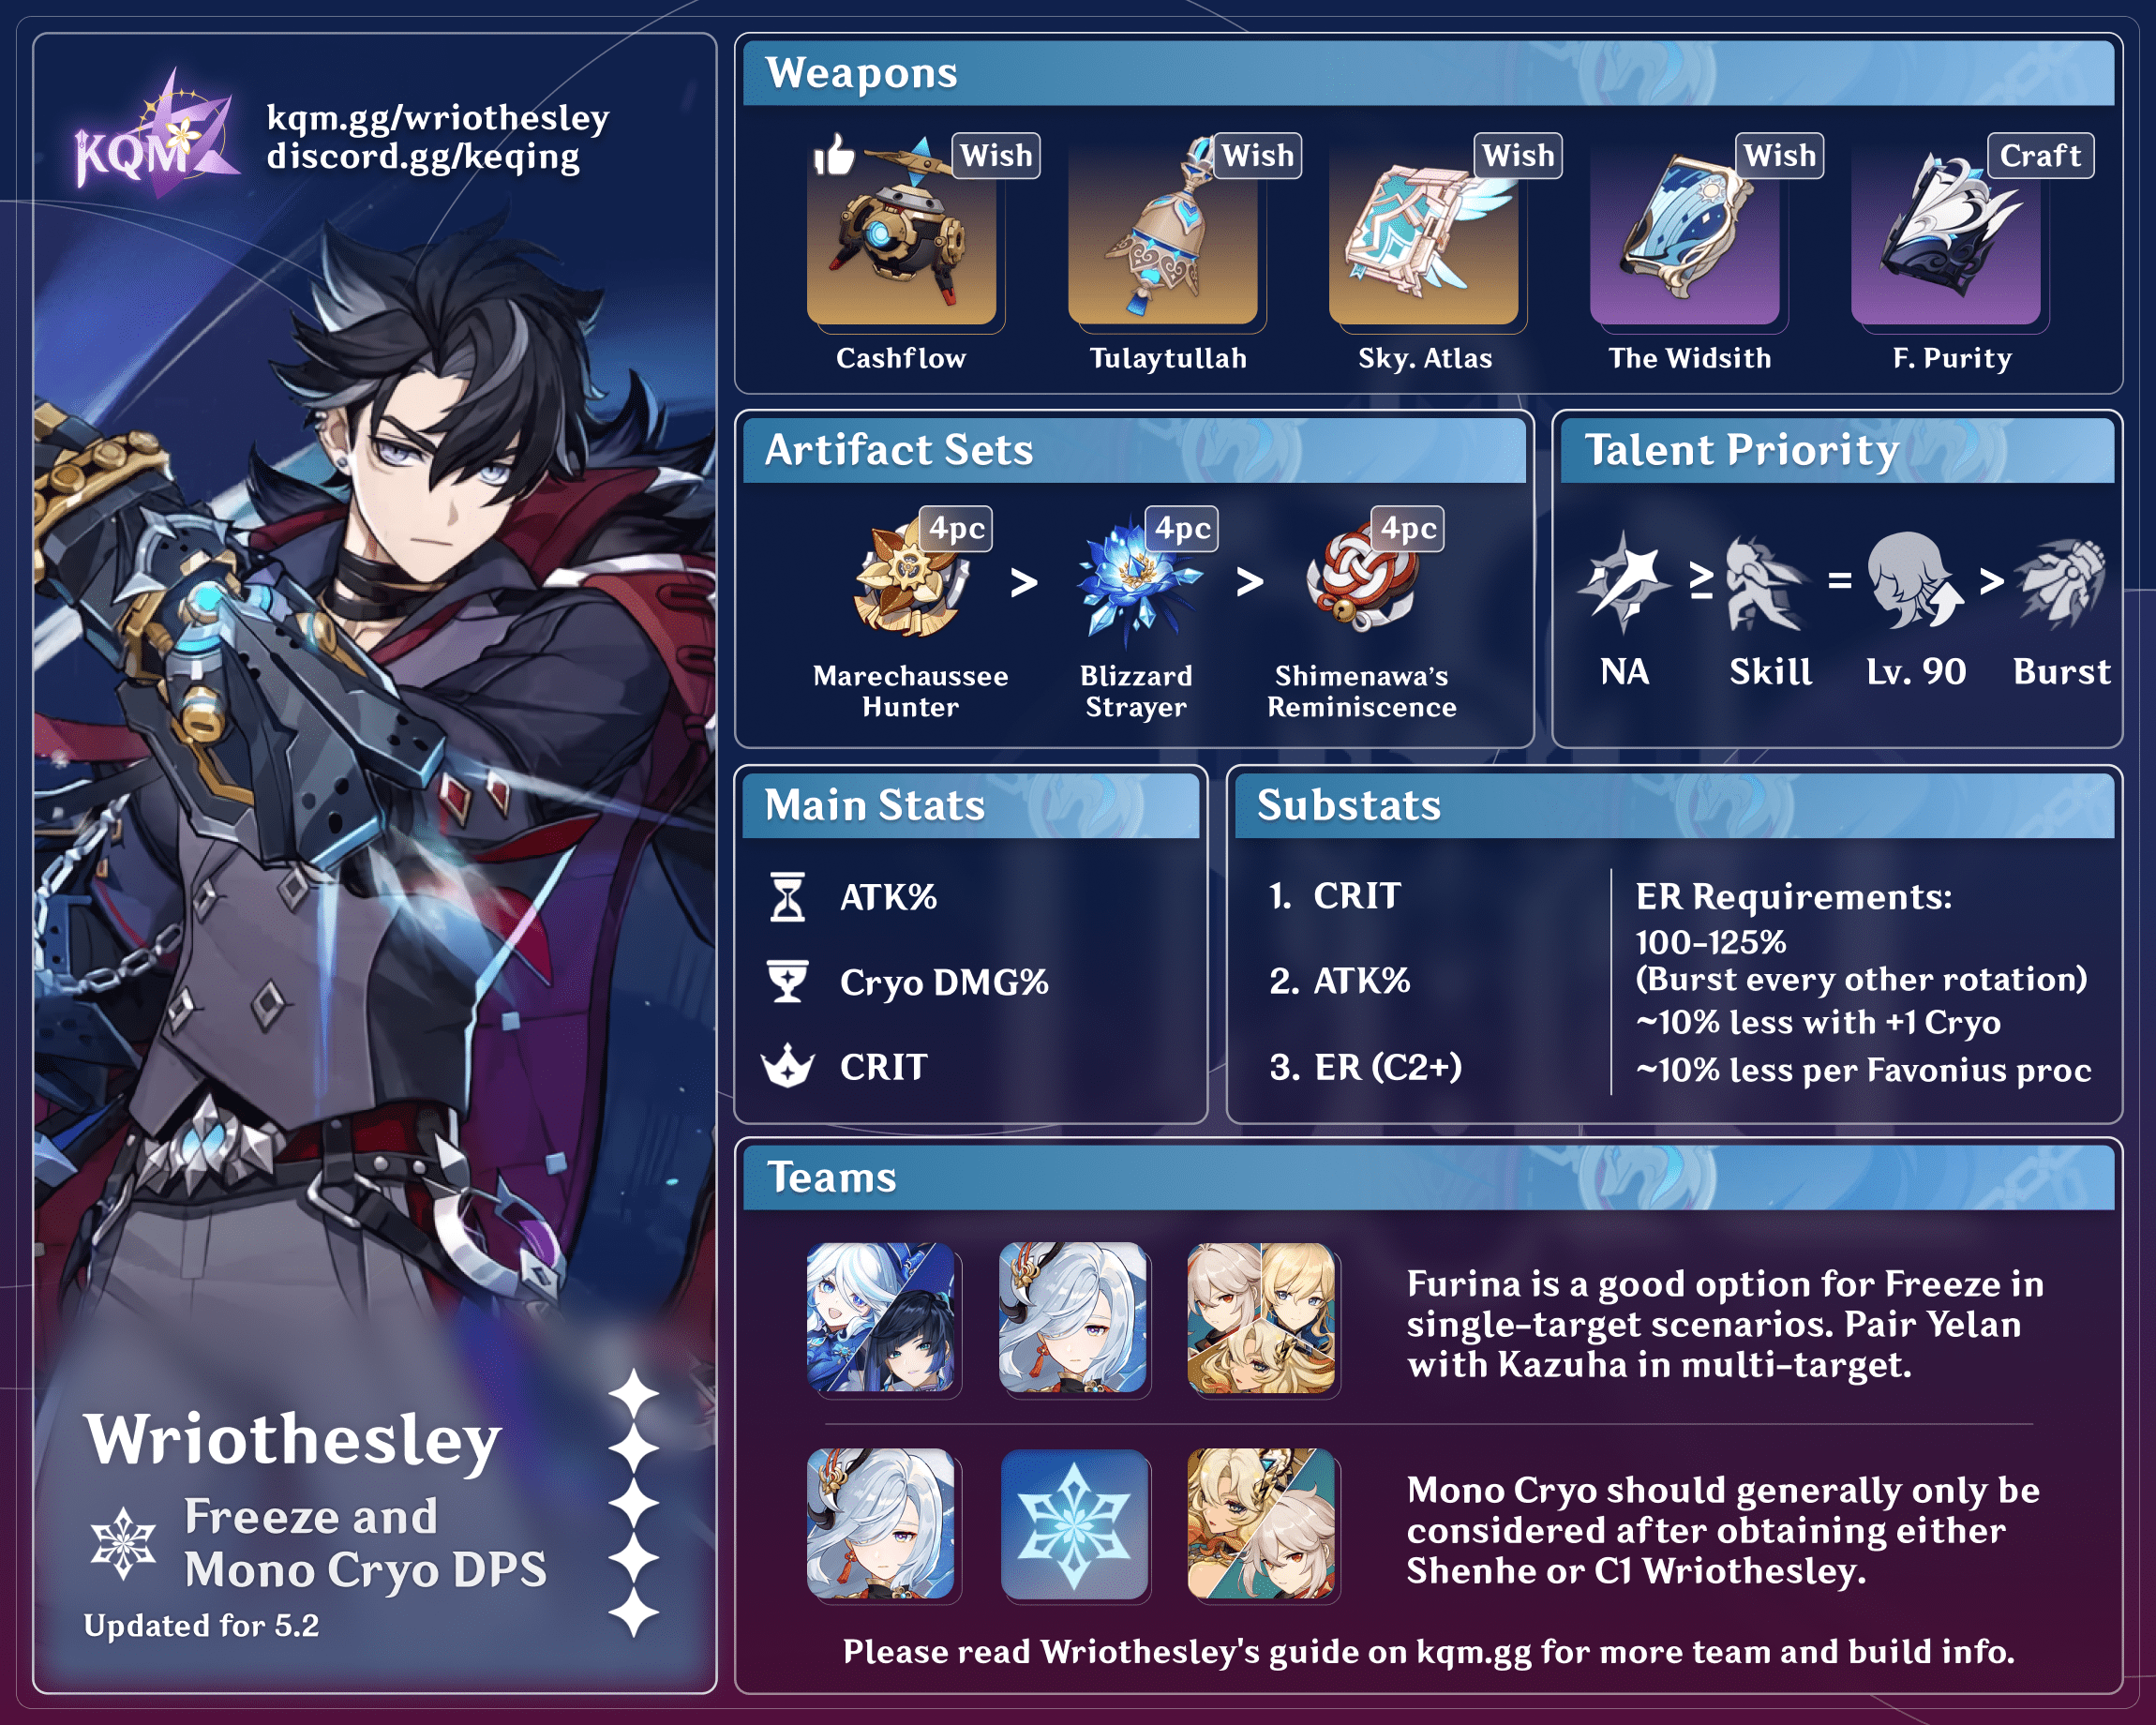 KQM
kqm.gg/wriothesley
discord.gg/keqing
Wriothesley
Freeze and
Mono Cryo DPS
Updated for 5.2
Weapons
Wish
Wish
Wish
Wish
Craft
Cashflow
Tulaytullah
Sky. Atlas
The Widsith
F. Purity
Artifact Sets
4pc
>
4pc
>
4pc
Marechaussee
Hunter
Blizzard
Strayer
Shimenawa's
Reminiscence
Talent Priority
≥ = >
NA
Skill
Lv. 90
Burst
Main Stats
ATK%
Cryo DMG%
CRIT
Substats
1. CRIT
2. ATK%
3. ER (C2+)
ER Requirements:
100-125%
(Burst every other rotation)
~10% less with +1 Cryo
~10% less per Favonius proc
Teams
Furina is a good option for Freeze in
single-target scenarios. Pair Yelan
with Kazuha in multi-target.
Mono Cryo should generally only be
considered after obtaining either
Shenhe or C1 Wriothesley.
Please read Wriothesley's guide on kqm.gg for more team and build info.